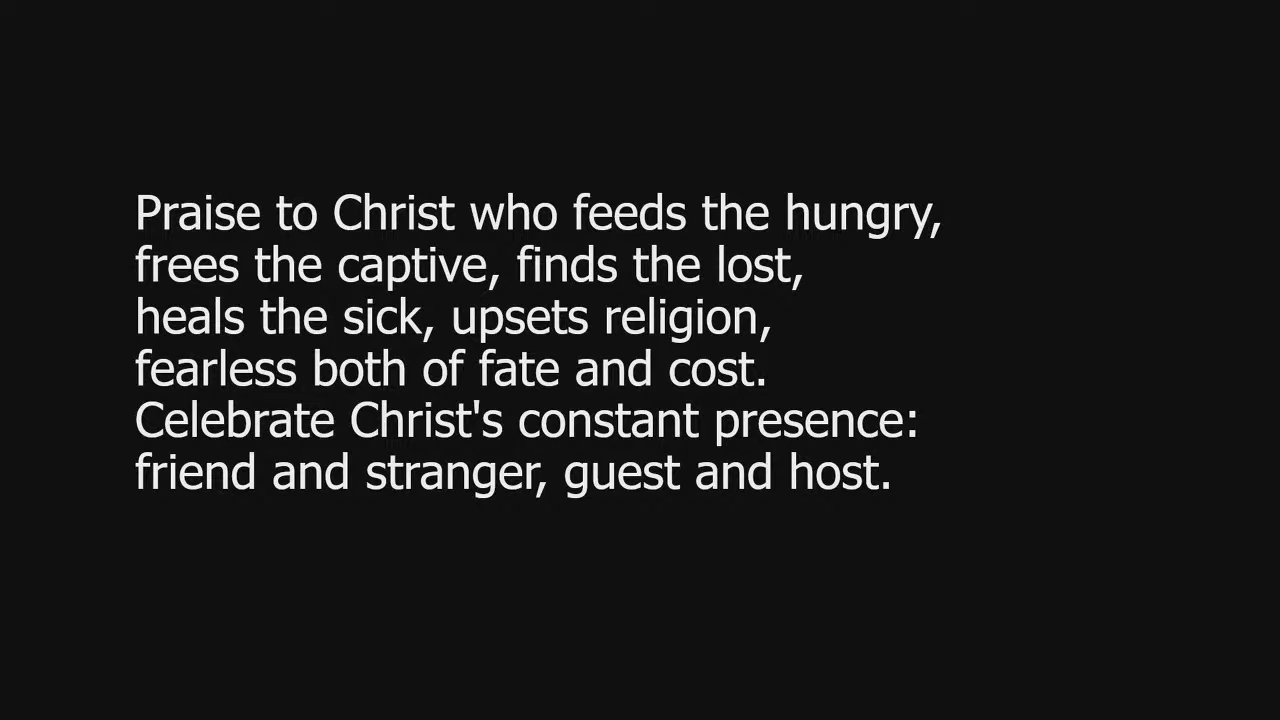 Praise to Christ who feeds the hungry,
frees the captive, finds the lost,
heals the sick, upsets religion,
fearless both of fate and cost.
Celebrate Christ's constant presence:
friend and stranger, guest and host.